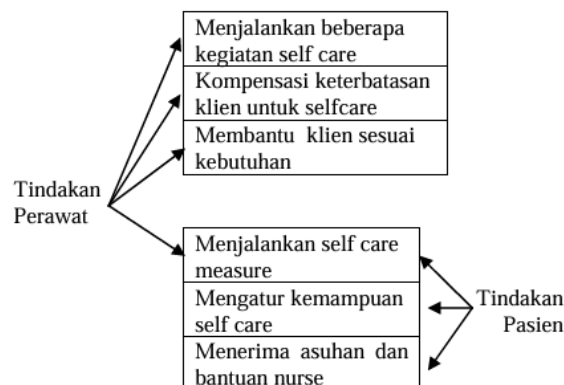 Menjalankan beberapa
kegiatan self care
Kompensasi keterbatasan
klien untuk selfcare
Membantu klien sesuai
kebutuhan
Tindakan
Perawat
Menjalankan self care
measure
Mengatur kemampuan
self care
Menerima asuhan dan
bantuan nurse
Tindakan
Pasien